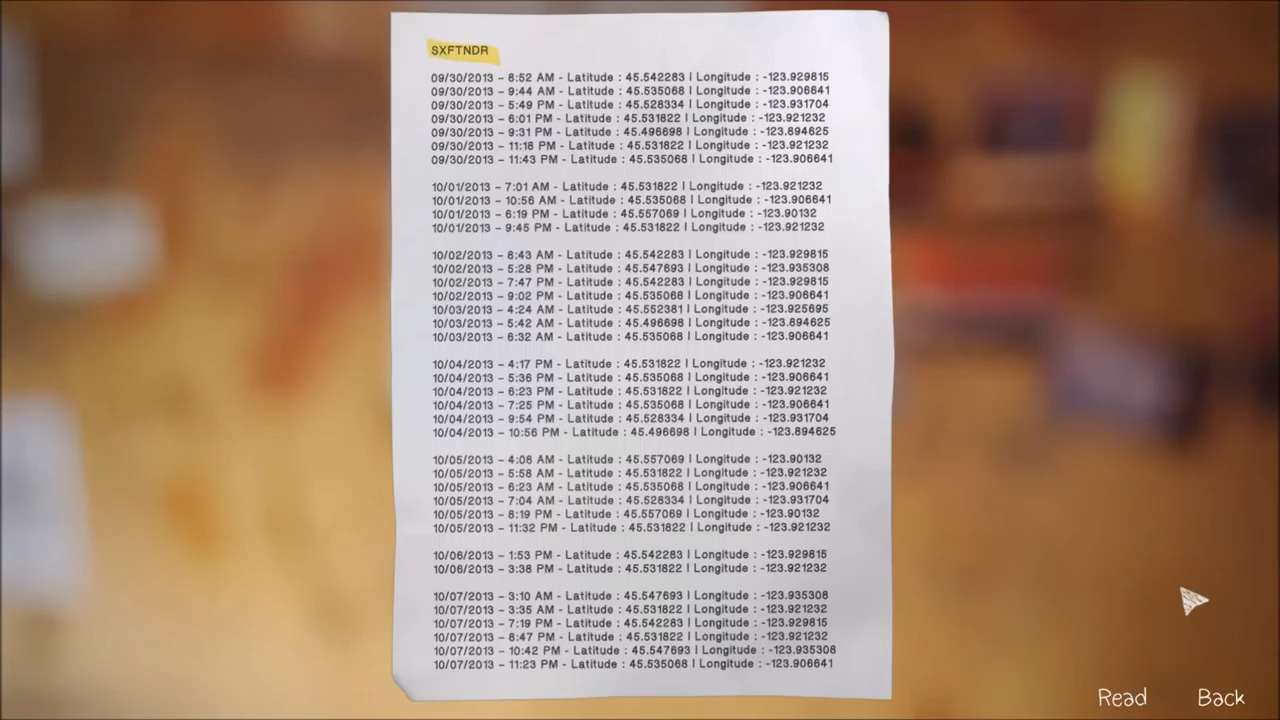 SXFTNDR
09/30/2013 - 6:52 AM - Latitude : 45.542283 | Longitude : -123.929815
09/30/2013 - 9:44 AM - Latitude : 45.535068 | Longitude : -123.906641
09/30/2013 - 5:49 PM - Latitude : 45.528334 | Longitude : -123.931704
09/30/2013 - 6:01 PM - Latitude : 45.531822 | Longitude : -123.921232
09/30/2013 - 9:31 PM - Latitude : 45.496698 | Longitude : -123.894625
09/30/2013 - 11:18 PM - Latitude : 45.531822 | Longitude : -123.921232
09/30/2013 - 11:43 PM - Latitude : 45.535068 | Longitude : -123.906641
10/01/2013 - 7:01 AM - Latitude : 45.531822 | Longitude : -123.921232
10/01/2013 - 10:56 AM - Latitude : 45.535068 | Longitude : -123.906641
10/01/2013 - 6:19 PM - Latitude : 45.557069 | Longitude : -123.90132
10/01/2013 - 9:45 PM - Latitude : 45.531822 | Longitude : -123.921232
10/02/2013 - 8:43 AM - Latitude : 45.542283 | Longitude : -123.929815
10/02/2013 - 5:28 PM - Latitude : 45.547693 | Longitude : -123.935308
10/02/2013 - 7:47 PM - Latitude : 45.542283 | Longitude : -123.929815
10/02/2013 - 9:02 PM - Latitude : 45.535068 | Longitude : -123.906641
10/03/2013 - 4:24 AM - Latitude : 45.552381 | Longitude : -123.925695
10/03/2013 - 5:42 AM - Latitude : 45.496698 | Longitude : -123.894625
10/03/2013 - 6:32 AM - Latitude : 45.535068 | Longitude : -123.906641
10/04/2013 - 4:17 PM - Latitude : 45.531822 | Longitude : -123.921232
10/04/2013 - 5:36 PM - Latitude : 45.535068 | Longitude : -123.906641
10/04/2013 - 6:23 PM - Latitude : 45.531822 | Longitude : -123.921232
10/04/2013 - 7:25 PM - Latitude : 45.535068 | Longitude : -123.906641
10/04/2013 - 9:54 PM - Latitude : 45.528334 | Longitude : -123.931704
10/04/2013 - 10:56 PM - Latitude : 45.496698 | Longitude : -123.894625
10/05/2013 - 4:08 AM - Latitude : 45.557069 | Longitude : -123.90132
10/05/2013 - 5:58 AM - Latitude : 45.531822 | Longitude : -123.921232
10/05/2013 - 6:23 AM - Latitude : 45.535068 | Longitude : -123.906641
10/05/2013 - 7:04 AM - Latitude : 45.528334 | Longitude : -123.931704
10/05/2013 - 8:19 PM - Latitude : 45.557069 | Longitude : -123.90132
10/05/2013 - 11:32 PM - Latitude : 45.531822 | Longitude : -123.921232
10/06/2013 - 1:53 PM - Latitude : 45.542283 | Longitude : -123.929815
10/06/2013 - 3:38 PM - Latitude : 45.531822 | Longitude : -123.921232
10/07/2013 - 3:10 AM - Latitude : 45.547693 | Longitude : -123.935308
10/07/2013 - 3:35 AM - Latitude : 45.531822 | Longitude : -123.921232
10/07/2013 - 7:19 PM - Latitude : 45.542283 | Longitude : -123.929815
10/07/2013 - 8:47 PM - Latitude : 45.531822 | Longitude : -123.921232
10/07/2013 - 10:42 PM - Latitude : 45.547693 | Longitude : -123.935308
10/07/2013 - 11:23 PM - Latitude : 45.535068 | Longitude : -123.906641
Read Back